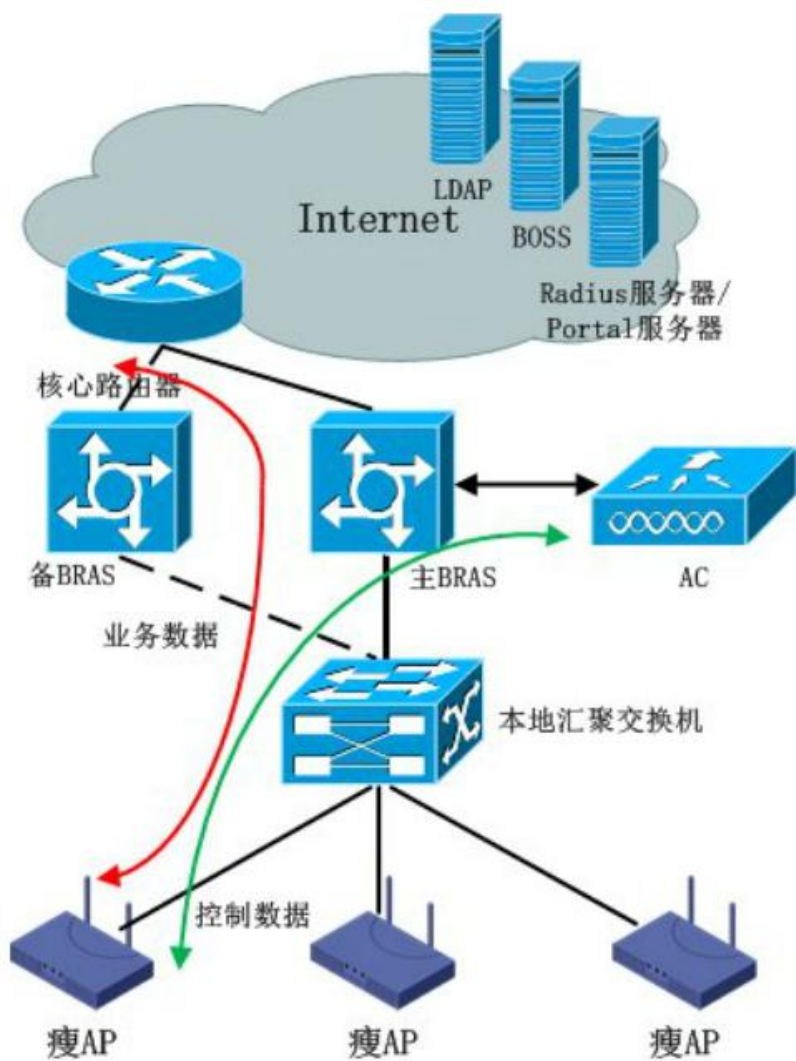 LDAP
Internet
BOSS
Radius服务器/
Portal服务器
核心路由器
备BRAS
主BRAS
AC
业务数据
本地汇聚交换机
控制数据
瘦AP
瘦AP
瘦AP